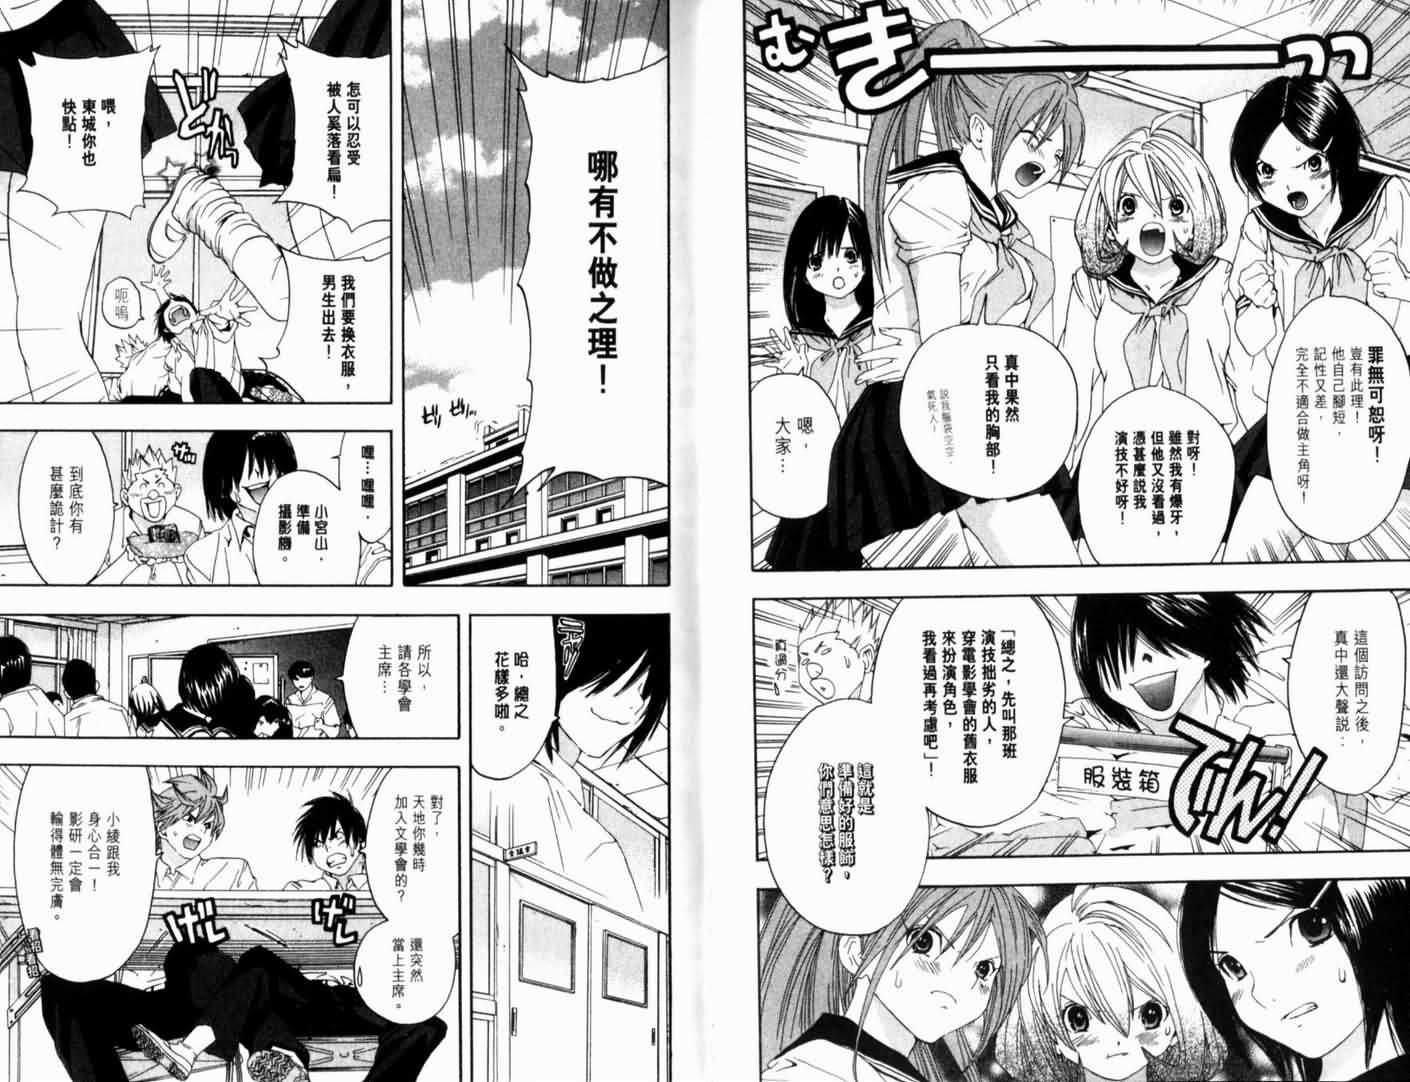 むきーーっっ
罪無可恕呀！
豈有此理！
他自己腳短，
記性又差，
完全不適合做主角呀！
對呀！
雖然我有爆牙
但他又沒看過，
憑甚麼說我
演技不好呀！
真中果然
只看我的胸部！
說我腦袋空空，
氣死人！
嗯，
大家…
這個訪問之後，
真中還大聲說：
服裝箱
でん！
「總之，先叫那班
演技拙劣的人，
穿電影學會的舊衣服
來扮演角色，
我看過再考慮吧」！
真過分
這就是
準備好的服飾，
你們意思怎樣？
哪有不做之理！
怎可以忍受
被人奚落看扁！
喂，
東城你也
快點！
どかっ
我們要換衣服，
男生出去！
呃嗚
嘿…嘿嘿，
小宮山，
準備
攝影機。
到底你有
甚麼詭計？
哈，總之
花樣多啦。
會議室
所以，
請各學會
主席…
對了，
天地你幾時
加入文學會的？
還突然
當上主席。
小綾跟我
身心合一！
影研一定會
輸得體無完膚。
げし
げし